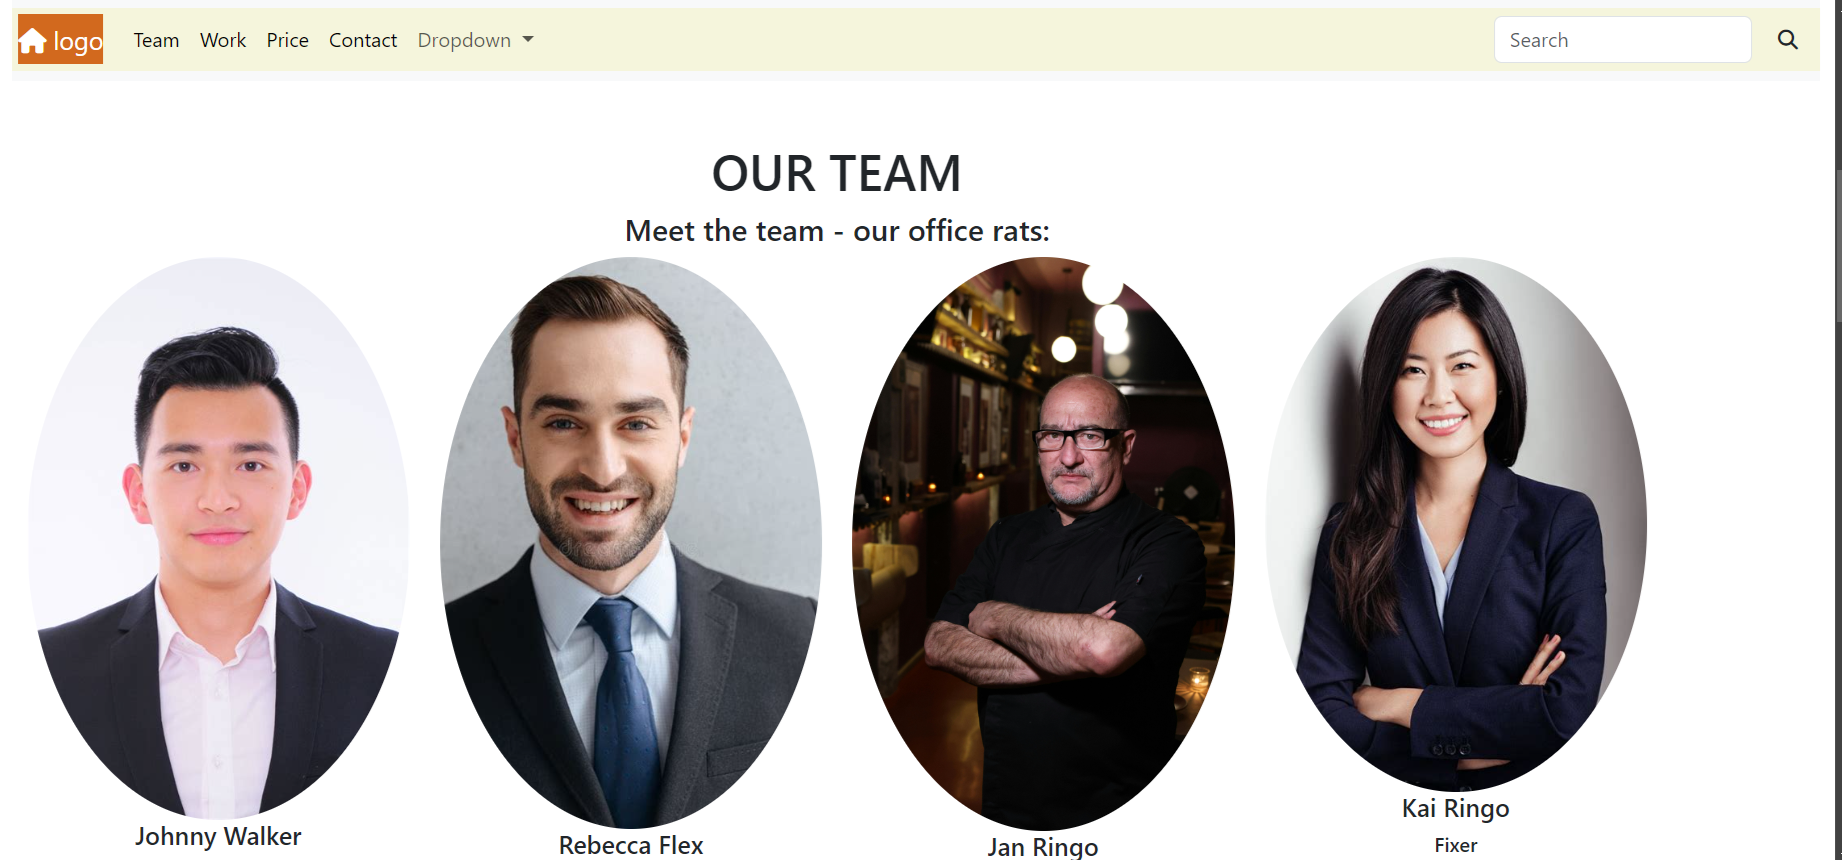 logo Team Work Price Contact Dropdown Search
OUR TEAM
Meet the team - our office rats:
Johnny Walker
Rebecca Flex
Jan Ringo
Kai Ringo
Fixer